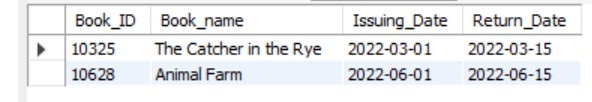 Book_ID Book_name Issuing_Date Return_Date
10325 The Catcher in the Rye 2022-03-01 2022-03-15
10628 Animal Farm 2022-06-01 2022-06-15